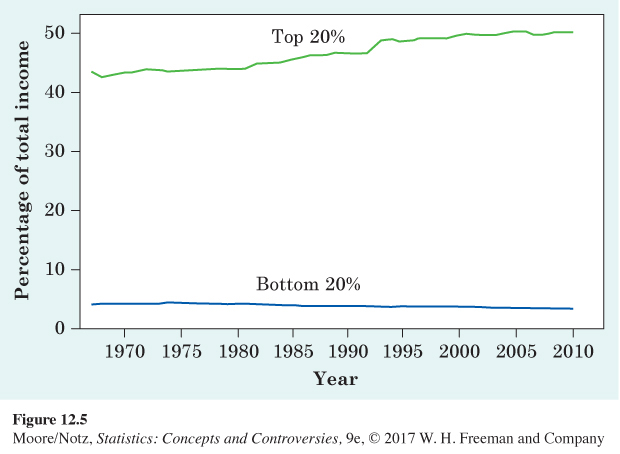 50
Top 20%
40
30
20
10
Bottom 20%
0
Percentage of total income
1970 1975 1980 1985 1990 1995 2000 2005 2010
Year
Figure 12.5
Moore/Notz, Statistics: Concepts and Controversies, 9e, © 2017 W. H. Freeman and Company